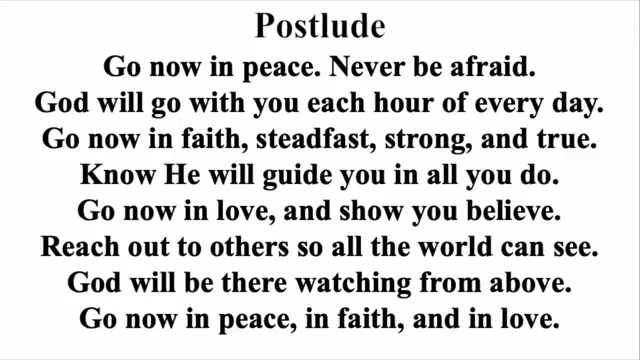 Postlude
Go now in peace. Never be afraid.
God will go with you each hour of every day.
Go now in faith, steadfast, strong, and true.
Know He will guide you in all you do.
Go now in love, and show you believe.
Reach out to others so all the world can see.
God will be there watching from above.
Go now in peace, in faith, and in love.